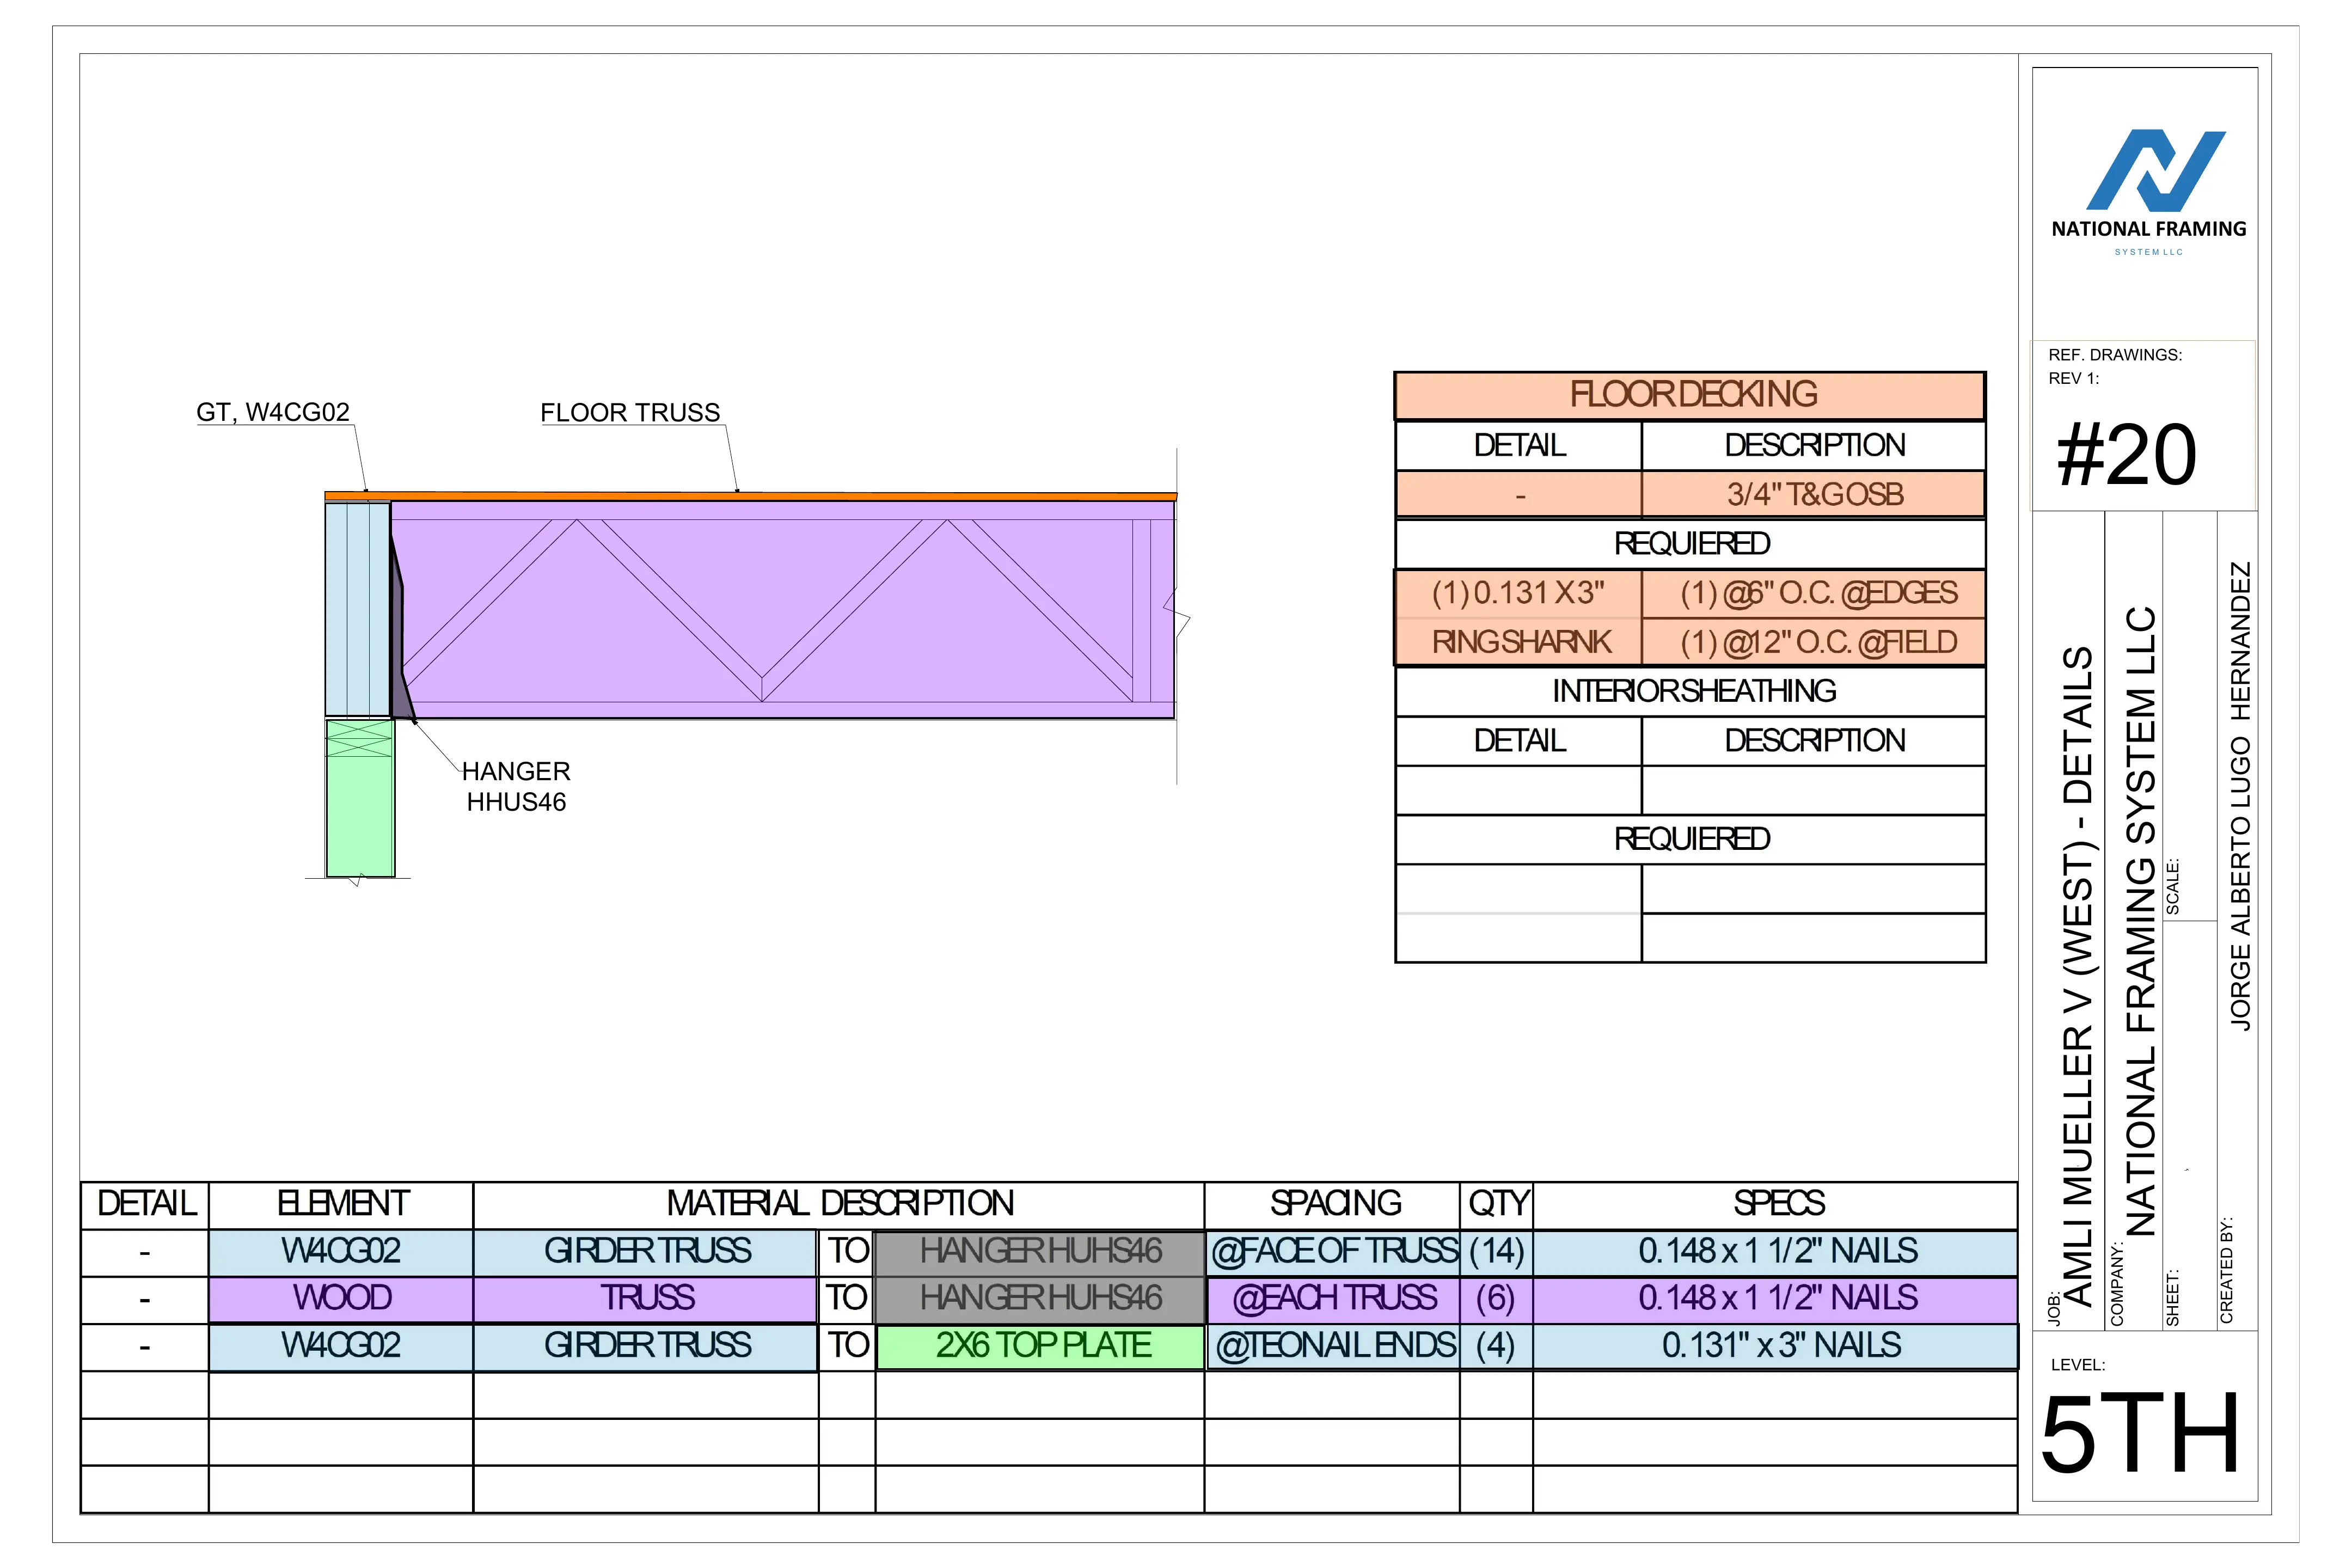 GT, W4CG02
FLOOR TRUSS
HANGER
HHUS46
FLOOR DECKING
DETAIL DESCRIPTION
- 3/4" T&G OSB
REQUIERED
(1) 0.131 X 3" (1) @6" O.C. @EDGES
RING SHARNK (1) @12" O.C. @FIELD
INTERIOR SHEATHING
DETAIL DESCRIPTION
REQUIERED
DETAIL ELEMENT MATERIAL DESCRIPTION SPACING QTY SPECS
- W4CG02 GIRDER TRUSS TO HANGER HUHS46 @FACE OF TRUSS (14) 0.148 x 1 1/2" NAILS
- WOOD TRUSS TO HANGER HUHS46 @EACH TRUSS (6) 0.148 x 1 1/2" NAILS
- W4CG02 GIRDER TRUSS TO 2X6 TOP PLATE @TEONAIL ENDS (4) 0.131" x 3" NAILS
NATIONAL FRAMING
SYSTEM LLC
REF. DRAWINGS:
REV 1:
#20
JOB:
AMLI MUELLER V (WEST) - DETAILS
COMPANY:
NATIONAL FRAMING SYSTEM LLC
SCALE:
SHEET:
CREATED BY:
JORGE ALBERTO LUGO HERNANDEZ
LEVEL:
5TH